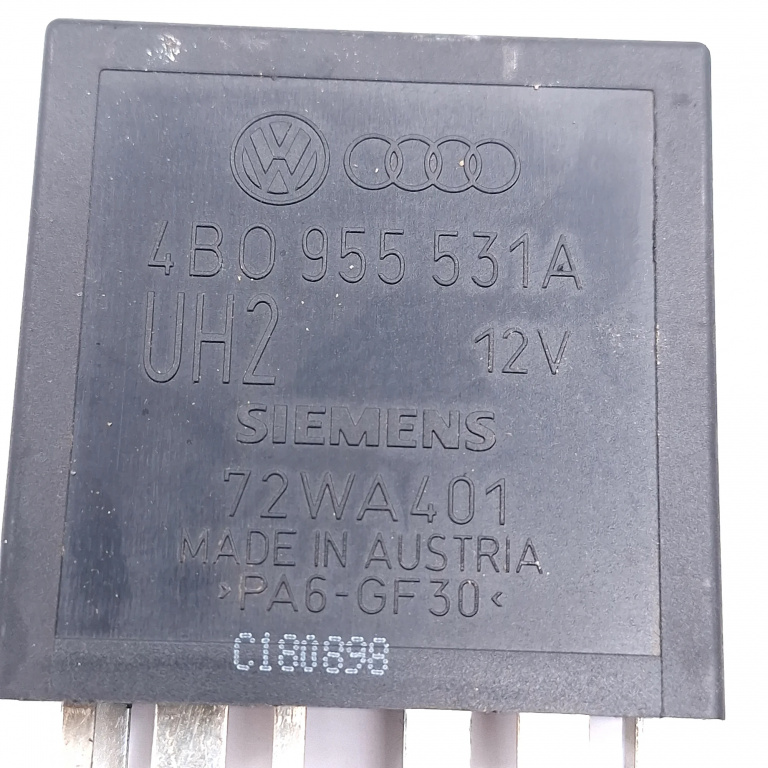 4B0 955 531A
UH2 12V
SIEMENS
72WA401
MADE IN AUSTRIA
>PA6-GF30<
C180898